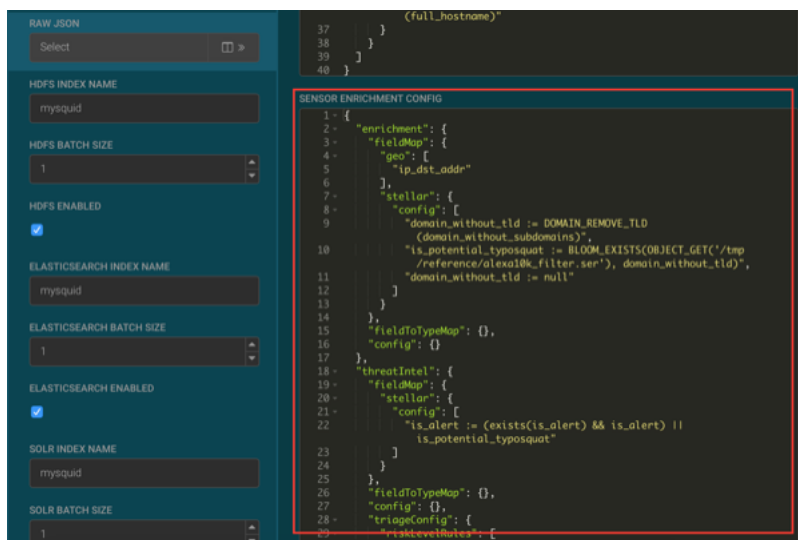 RAW JSON
Select
HDFS INDEX NAME
mysquid
HDFS BATCH SIZE
1
HDFS ENABLED
ELASTICSEARCH INDEX NAME
mysquid
ELASTICSEARCH BATCH SIZE
1
ELASTICSEARCH ENABLED
SOLR INDEX NAME
mysquid
SOLR BATCH SIZE
1
(full_hostname)"
37 }
38 }
39 ]
40 }
SENSOR ENRICHMENT CONFIG
1 {
2 "enrichment": {
3 "fieldMap": {
4 "geo": [
5 "ip_dst_addr"
6 ],
7 "stellar": {
8 "config": [
9 "domain_without_tld := DOMAIN_REMOVE_TLD
(domain_without_subdomains)",
10 "is_potential_typosquat := BLOOM_EXISTS(OBJECT_GET('/tmp
/reference/alexa10k_filter.ser'), domain_without_tld)",
11 "domain_without_tld := null"
12 ]
13 }
14 },
15 "fieldToTypeMap": {},
16 "config": {}
17 },
18 "threatIntel": {
19 "fieldMap": {
20 "stellar": {
21 "config": [
22 "is_alert := (exists(is_alert) && is_alert) ||
is_potential_typosquat"
23 ]
24 }
25 },
26 "fieldToTypeMap": {},
27 "config": {},
28 "triageConfig": {
29 "riskLevelRules": [